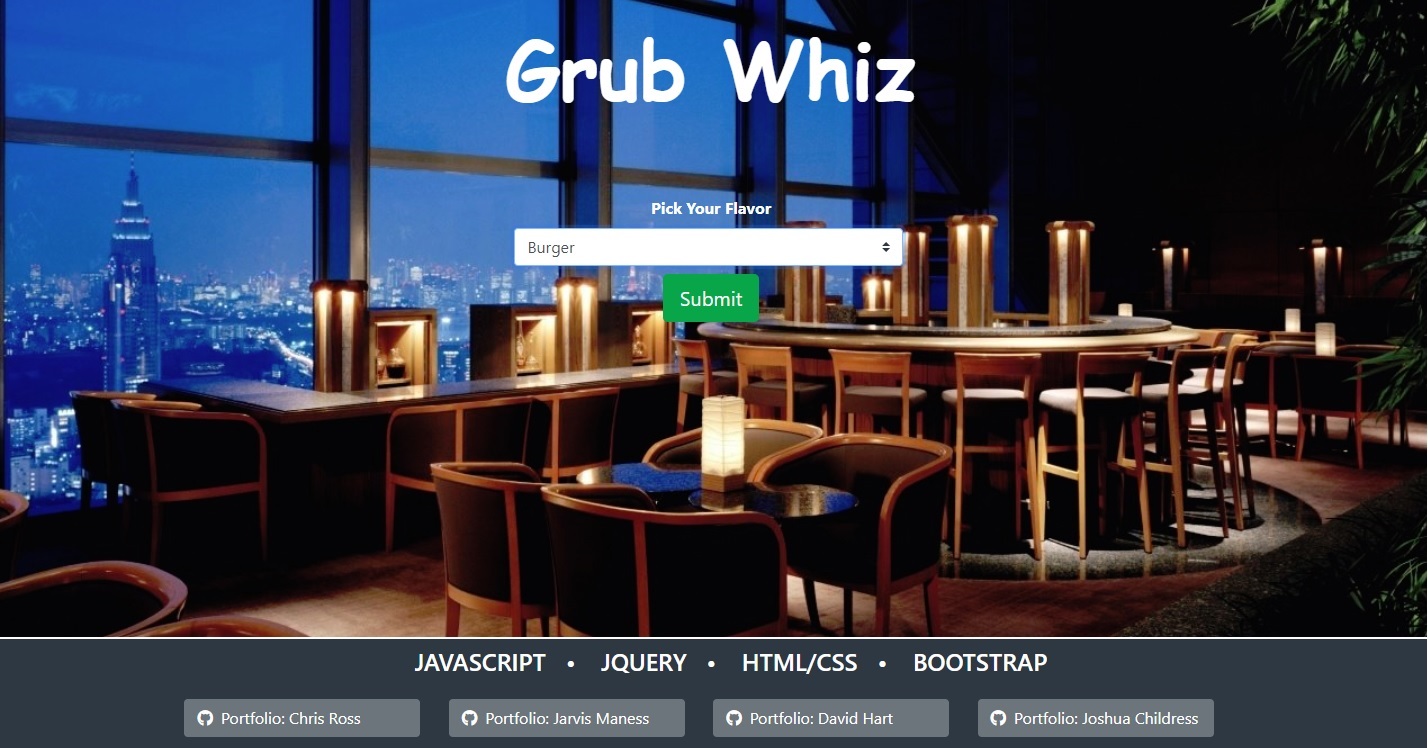 Grub Whiz
Pick Your Flavor
Burger
Submit
JAVASCRIPT • JQUERY • HTML/CSS • BOOTSTRAP
Portfolio: Chris Ross Portfolio: Jarvis Maness Portfolio: David Hart Portfolio: Joshua Childress